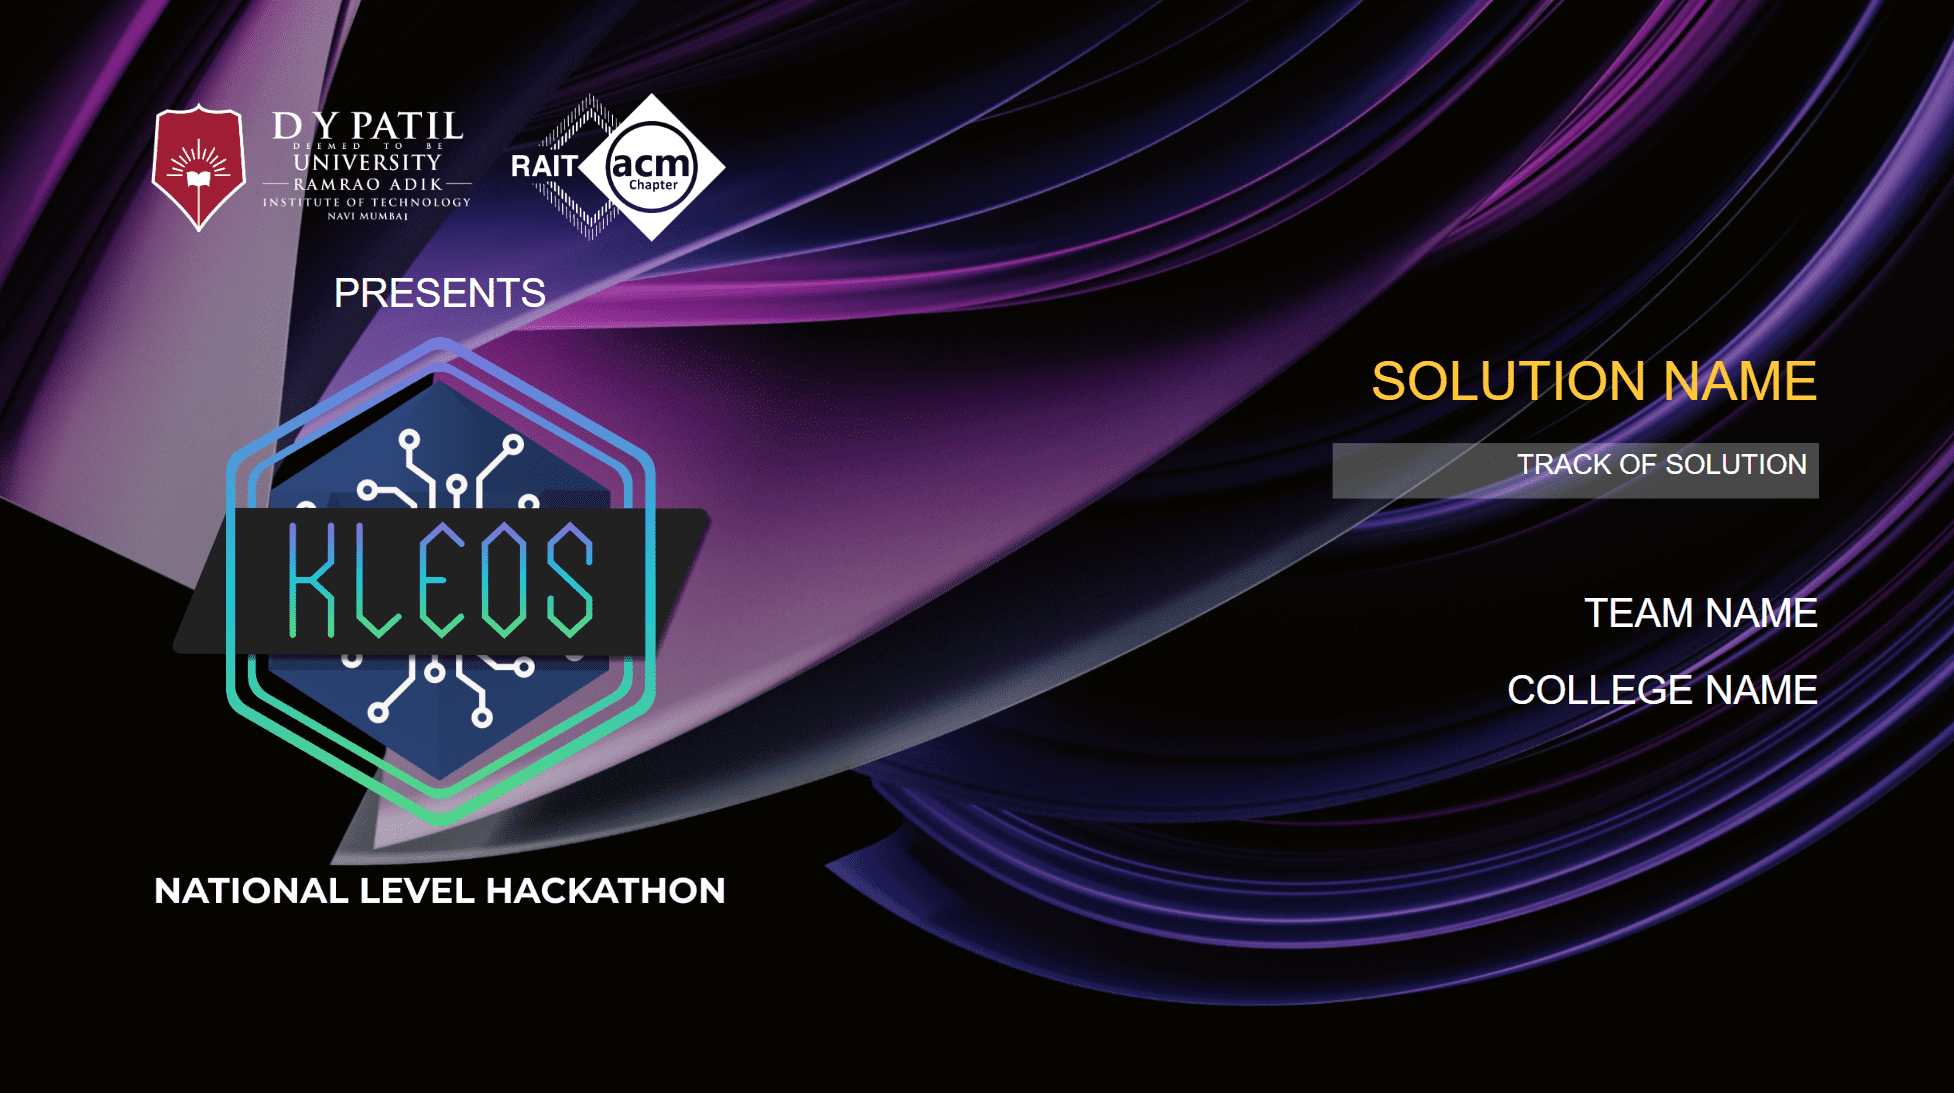 D Y PATIL
DEEMED TO BE
UNIVERSITY
RAMRAO ADIK
INSTITUTE OF TECHNOLOGY
NAVI MUMBAI
RAIT
acm
Chapter
PRESENTS
KLEOS
NATIONAL LEVEL HACKATHON
SOLUTION NAME
TRACK OF SOLUTION
TEAM NAME
COLLEGE NAME